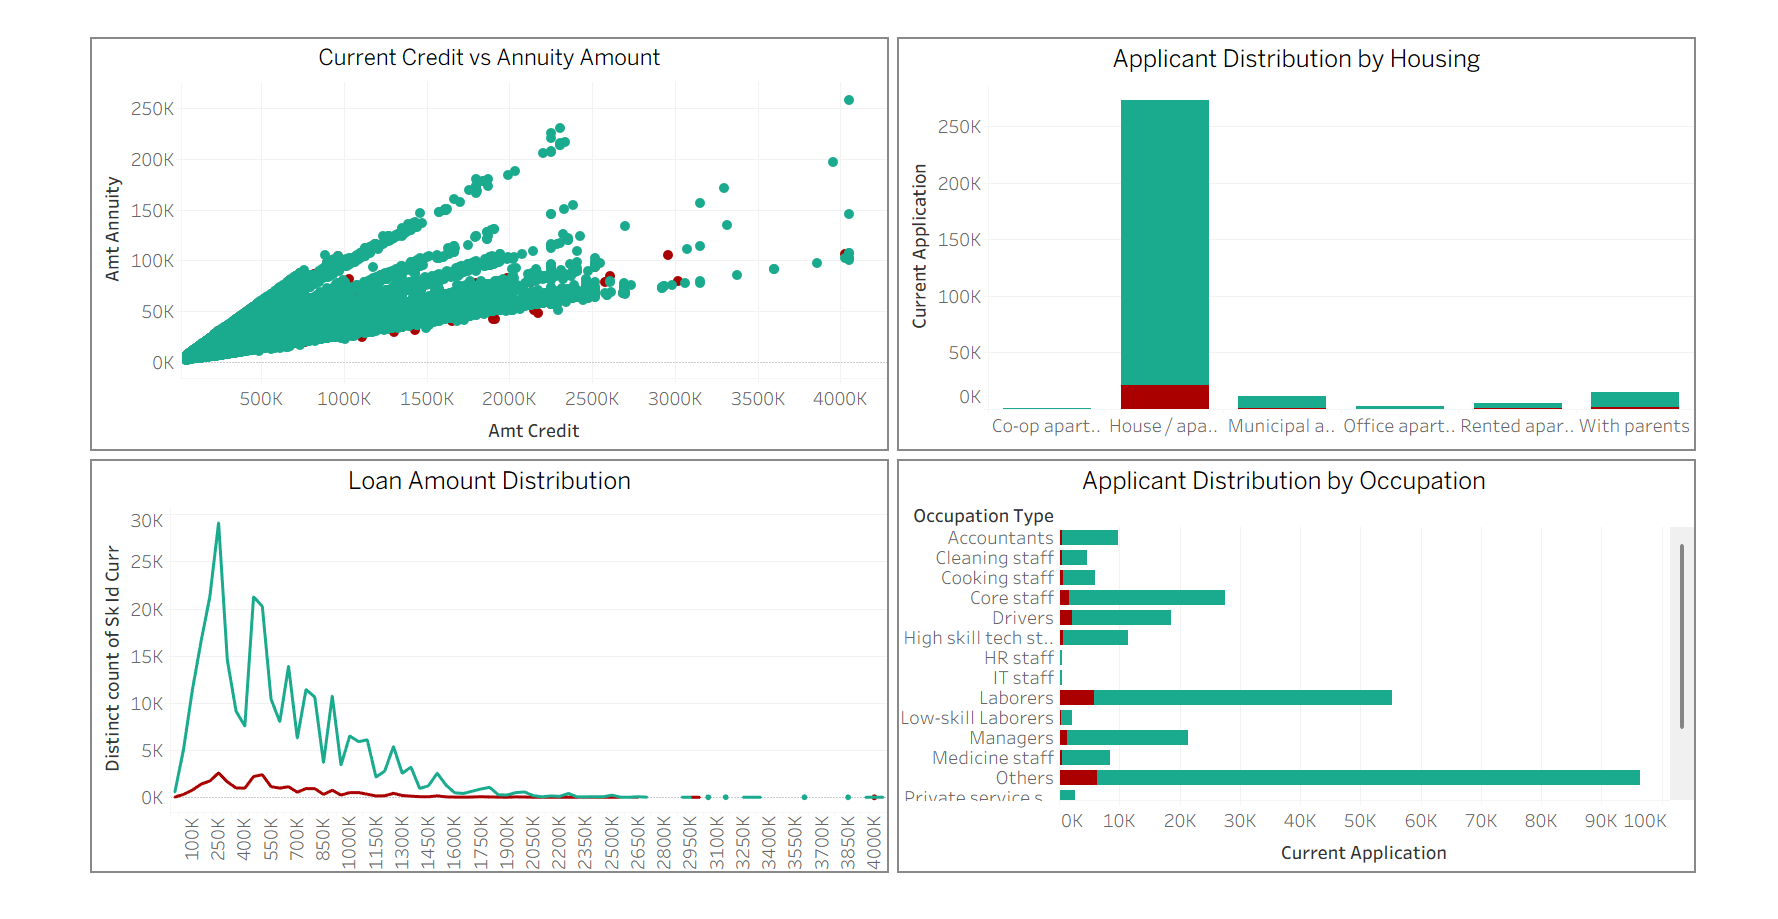 Current Credit vs Annuity Amount
250K
200K
150K
100K
50K
0K
Amt Annuity
500K 1000K 1500K 2000K 2500K 3000K 3500K 4000K
Amt Credit
Applicant Distribution by Housing
250K
200K
150K
100K
50K
0K
Current Application
Co-op apart.. House / apa.. Municipal a.. Office apart.. Rented apar.. With parents
Loan Amount Distribution
30K
25K
20K
15K
10K
5K
0K
Distinct count of Sk Id Curr
100K 250K 400K 550K 700K 850K 1000K 1150K 1300K 1450K 1600K 1750K 1900K 2050K 2200K 2350K 2500K 2650K 2950K 3100K 3250K 3400K 3550K 3700K 3850K 4000K
Applicant Distribution by Occupation
Occupation Type
Accountants
Cleaning staff
Cooking staff
Core staff
Drivers
High skill tech st..
HR staff
IT staff
Laborers
Low-skill Laborers
Managers
Medicine staff
Others
Private service s..
0K 10K 20K 30K 40K 50K 60K 70K 80K 90K 100K
Current Application